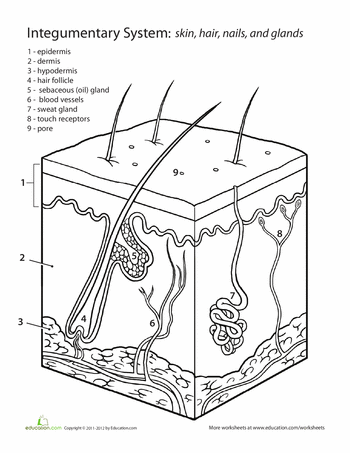 Integumentary System: skin, hair, nails, and glands
1 - epidermis
2 - dermis
3 - hypodermis
4 - hair follicle
5 - sebaceous (oil) gland
6 - blood vessels
7 - sweat gland
8 - touch receptors
9 - pore
9
1
8
5
2
7
3
4
6
education.com
Copyright © 2011-2012 by Education.com
More worksheets at www.education.com/worksheets